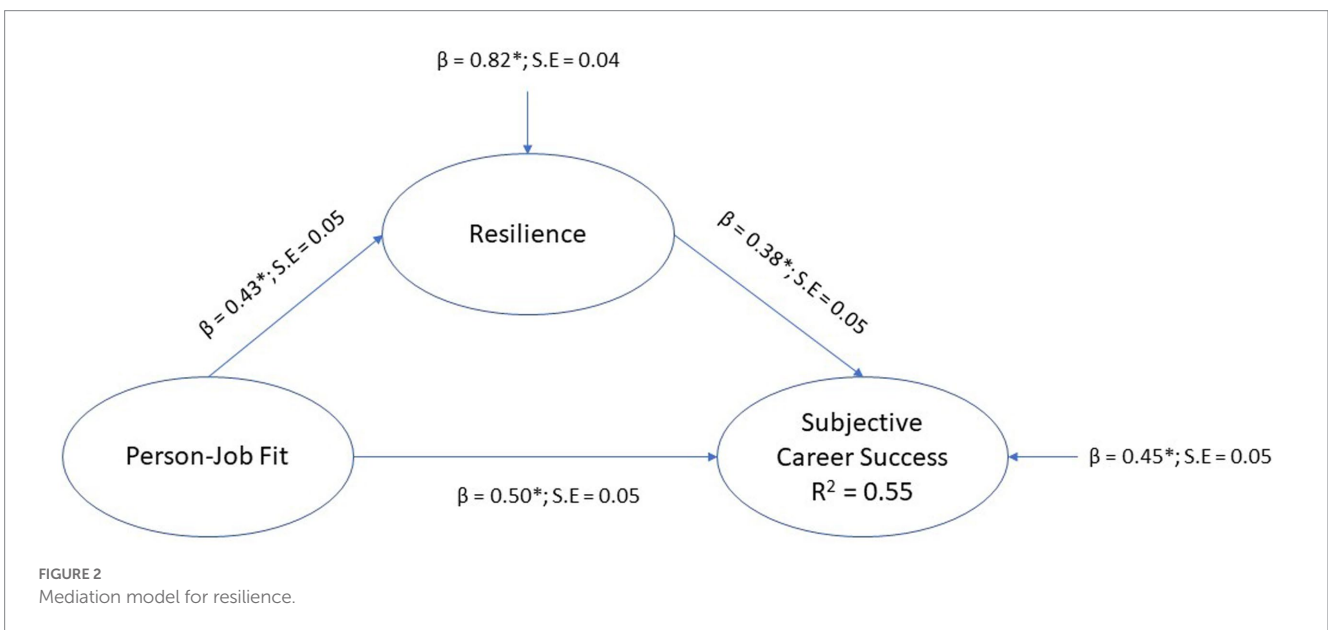 β = 0.82*; S.E = 0.04
Resilience
β = 0.43*; S.E = 0.05
β = 0.38*; S.E = 0.05
Person-Job Fit
Subjective
Career Success
R² = 0.55
β = 0.45*; S.E = 0.05
β = 0.50*; S.E = 0.05
FIGURE 2
Mediation model for resilience.